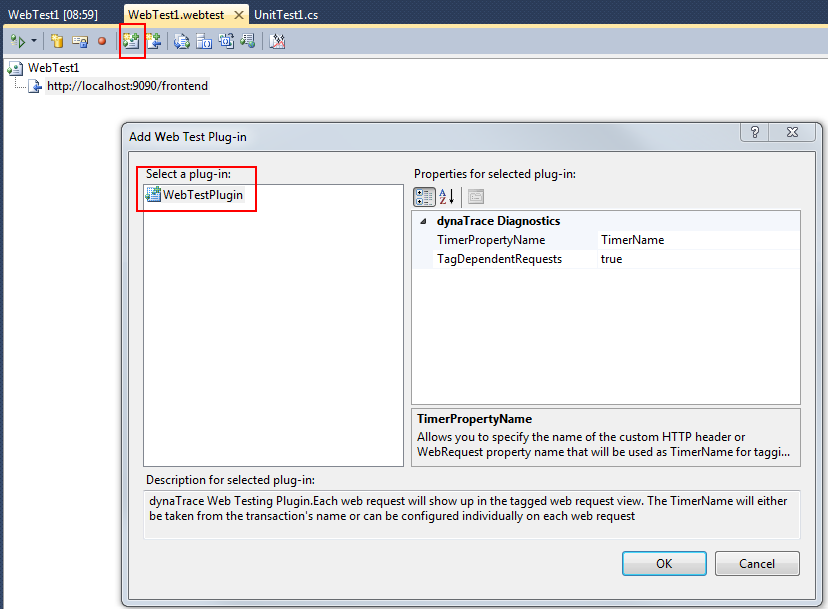 WebTest1 [08:59]
WebTest1.webtest
UnitTest1.cs
WebTest1
http://localhost:9090/frontend
Add Web Test Plug-in
Select a plug-in:
WebTestPlugin
Properties for selected plug-in:
dynaTrace Diagnostics
TimerPropertyName TimerName
TagDependentRequests true
TimerPropertyName
Allows you to specify the name of the custom HTTP header or
WebRequest property name that will be used as TimerName for taggi...
Description for selected plug-in:
dynaTrace Web Testing Plugin.Each web request will show up in the tagged web request view. The TimerName will either
be taken from the transaction's name or can be configured individually on each web request
OK
Cancel